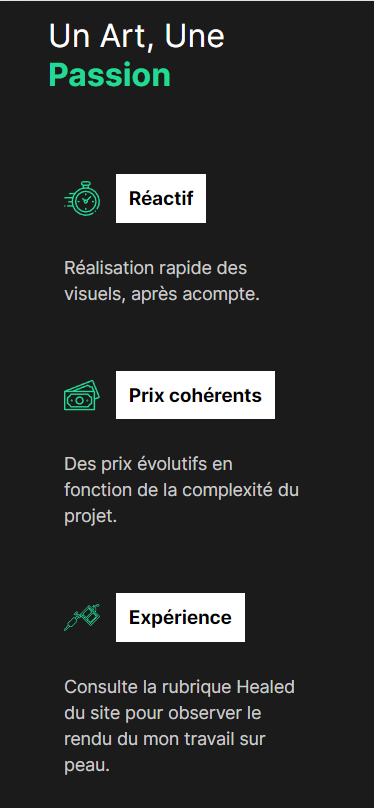 Un Art, Une
Passion
Réactif
Réalisation rapide des
visuels, après acompte.
Prix cohérents
Des prix évolutifs en
fonction de la complexité du
projet.
Expérience
Consulte la rubrique Healed
du site pour observer le
rendu du mon travail sur
peau.